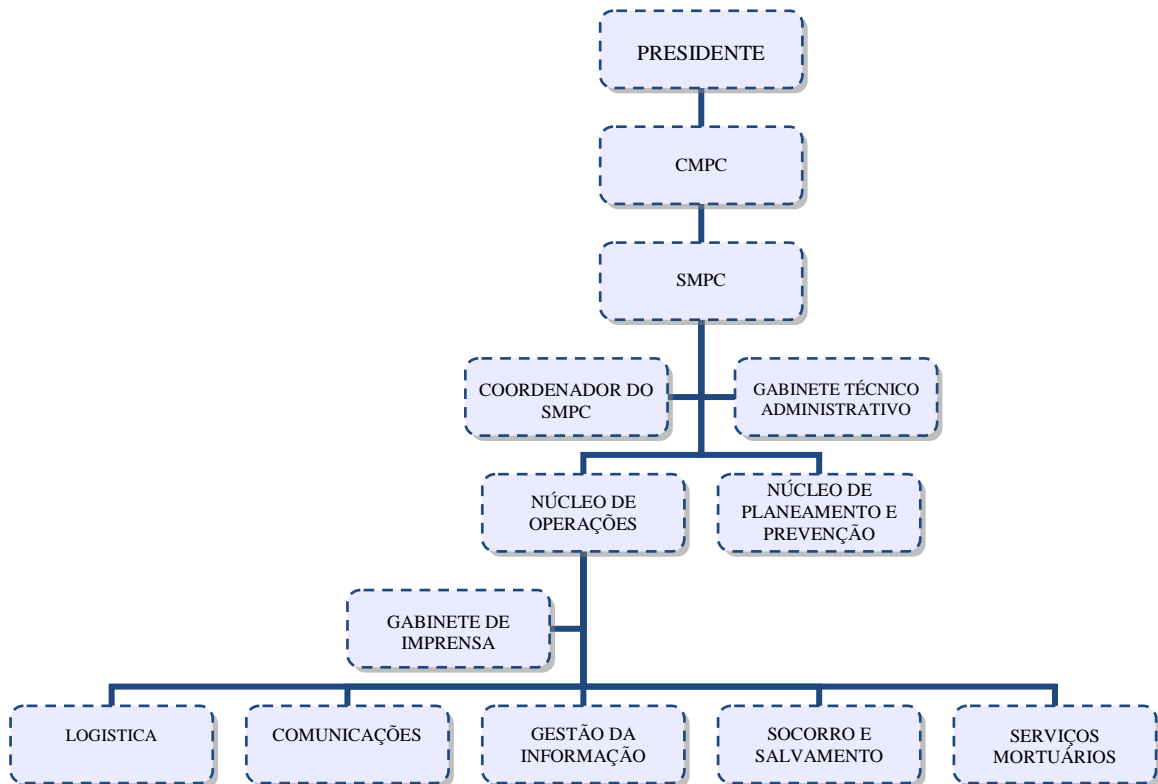 PRESIDENTE
CMPC
SMPC
COORDENADOR DO
SMPC
GABINETE TÉCNICO
ADMINISTRATIVO
NÚCLEO DE
OPERAÇÕES
NÚCLEO DE
PLANEAMENTO E
PREVENÇÃO
GABINETE DE
IMPRENSA
LOGISTICA
COMUNICAÇÕES
GESTÃO DA
INFORMAÇÃO
SOCORRO E
SALVAMENTO
SERVIÇOS
MORTUÁRIOS